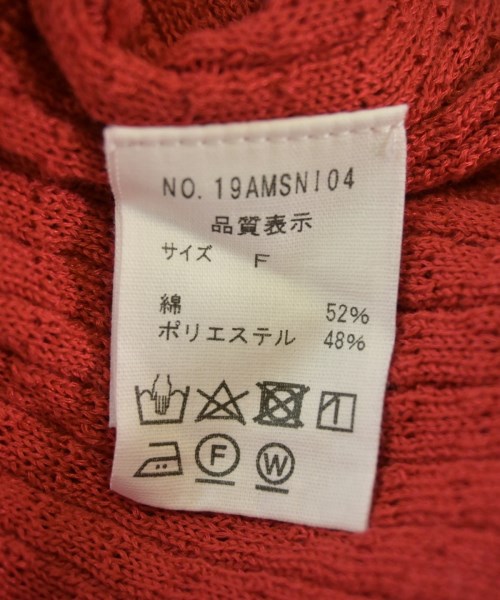 NO. 19AMSNI04
品質表示
サイズ F
綿 52%
ポリエステル 48%
F W